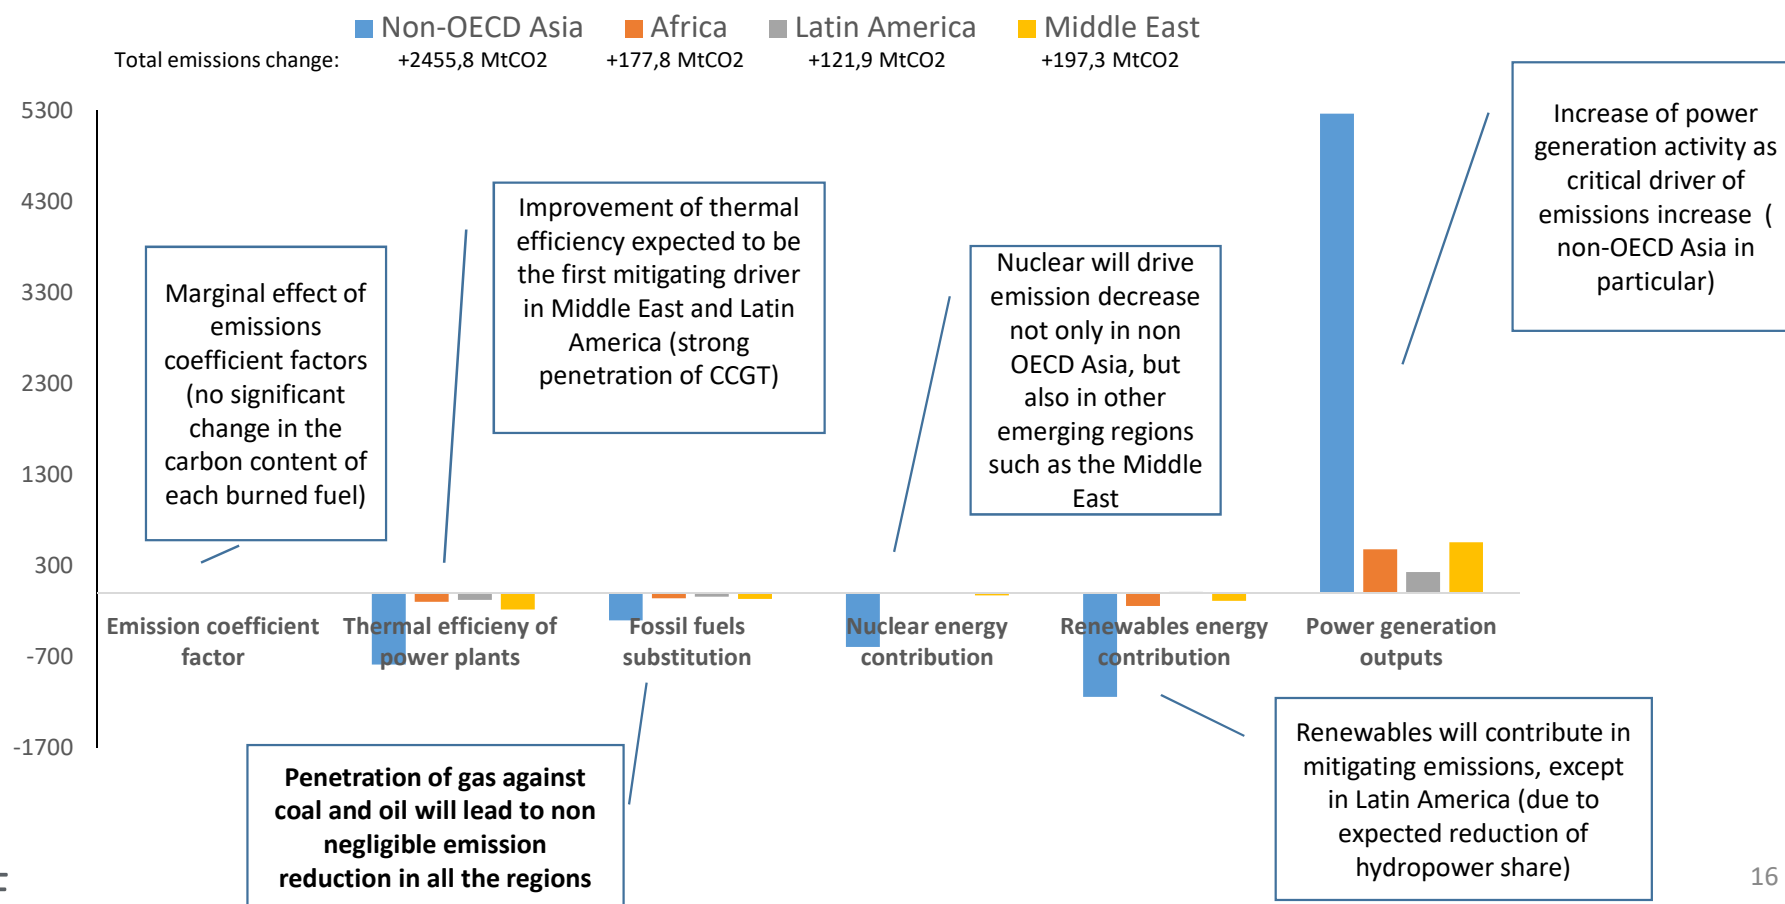 Non-OECD Asia Africa Latin America Middle East
Total emissions change: +2455,8 MtCO2 +177,8 MtCO2 +121,9 MtCO2 +197,3 MtCO2
5300
4300
3300
2300
1300
300
-700
-1700
Marginal effect of
emissions
coefficient factors
(no significant
change in the
carbon content of
each burned fuel)
Improvement of thermal
efficiency expected to be
the first mitigating driver
in Middle East and Latin
America (strong
penetration of CCGT)
Nuclear will drive
emission decrease
not only in non
OECD Asia, but
also in other
emerging regions
such as the Middle
East
Increase of power
generation activity as
critical driver of
emissions increase (
non-OECD Asia in
particular)
Emission coefficient
factor
Thermal efficieny of
power plants
Fossil fuels
substitution
Nuclear energy
contribution
Renewables energy
contribution
Power generation
outputs
Penetration of gas against
coal and oil will lead to non
negligible emission
reduction in all the regions
Renewables will contribute in
mitigating emissions, except
in Latin America (due to
expected reduction of
hydropower share)
16